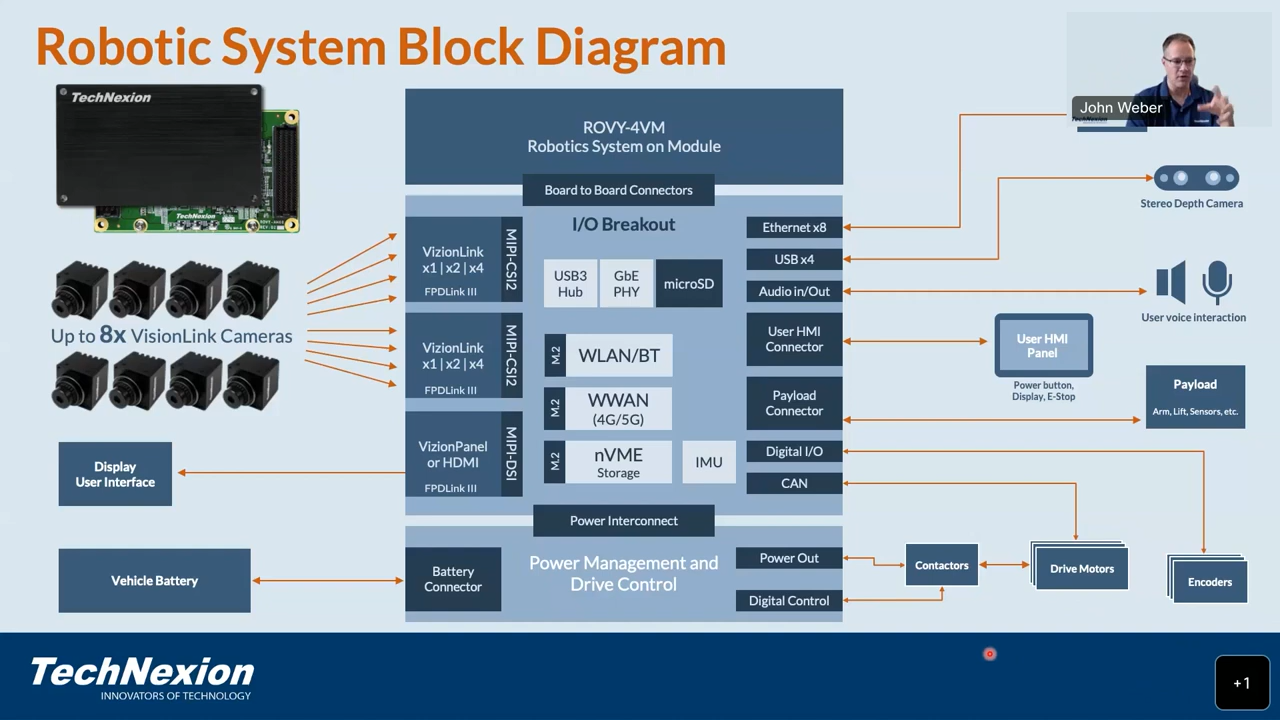 Robotic System Block Diagram
TechNexion
TechNexion
Up to 8x VisionLink Cameras
Display
User Interface
Vehicle Battery
ROVY-4VM
Robotics System on Module
Board to Board Connectors
I/O Breakout
VizionLink
x1 | x2 | x4
FPDLink III
MIPI-CSI2
VizionLink
x1 | x2 | x4
FPDLink III
MIPI-CSI2
VizionPanel
or HDMI
FPDLink III
MIPI-DSI
USB3
Hub
GbE
PHY
microSD
M.2
WLAN/BT
M.2
WWAN
(4G/5G)
M.2
nVME
Storage
IMU
Ethernet x8
USB x4
Audio in/Out
User HMI
Connector
Payload
Connector
Digital I/O
CAN
Power Interconnect
Battery
Connector
Power Management and
Drive Control
Power Out
Digital Control
John Weber
TechNexion
Stereo Depth Camera
User voice interaction
User HMI
Panel
Power button,
Display, E-Stop
Payload
Arm, Lift, Sensors, etc.
Contactors
Drive Motors
Encoders
TechNexion
INNOVATORS OF TECHNOLOGY
+1